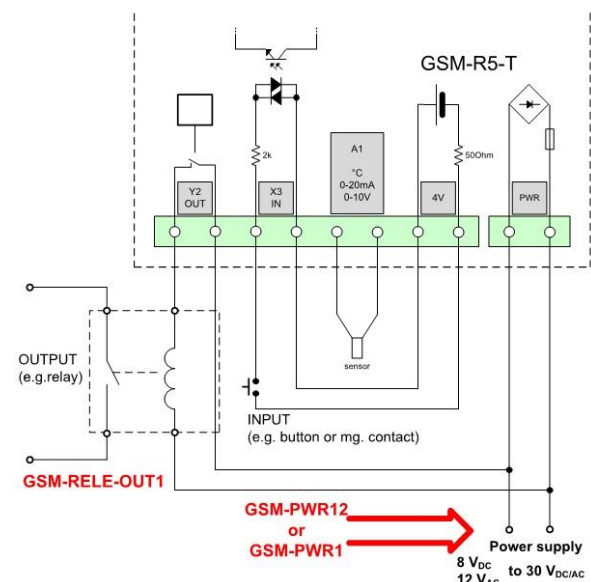 GSM-R5-T
2k
50Ohm
Y2
OUT
X3
IN
A1
°C
0-20mA
0-10V
4V
PWR
sensor
OUTPUT
(e.g.relay)
INPUT
(e.g. button or mg. contact)
GSM-RELE-OUT1
GSM-PWR12
or
GSM-PWR1
Power supply
8 VDC
12 VAC
to 30 VDC/AC